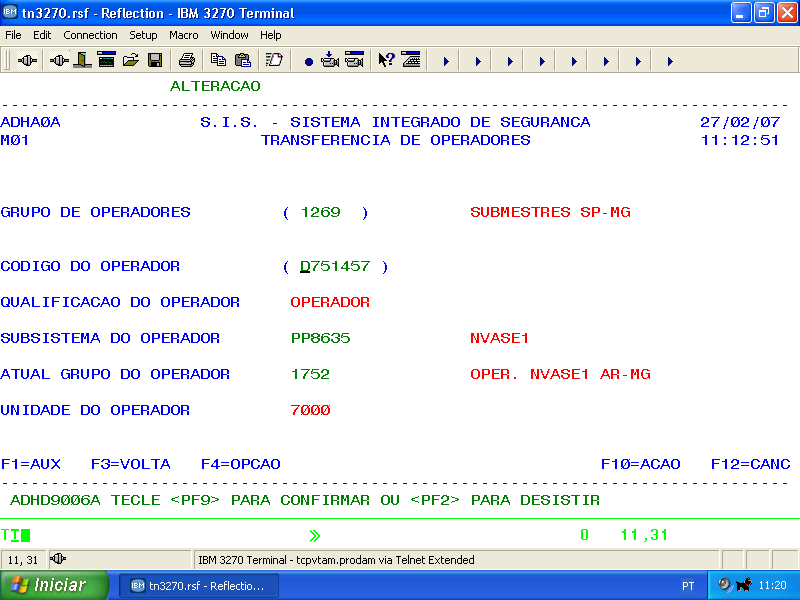 tn3270.rsf - Reflection - IBM 3270 Terminal
File Edit Connection Setup Macro Window Help
ALTERACAO
ADHA0A S.I.S. - SISTEMA INTEGRADO DE SEGURANCA 27/02/07
M01 TRANSFERENCIA DE OPERADORES 11:12:51
GRUPO DE OPERADORES ( 1269 ) SUBMESTRES SP-MG
CODIGO DO OPERADOR ( D751457 )
QUALIFICACAO DO OPERADOR OPERADOR
SUBSISTEMA DO OPERADOR PP8635 NVASE1
ATUAL GRUPO DO OPERADOR 1752 OPER. NVASE1 AR-MG
UNIDADE DO OPERADOR 7000
F1=AUX F3=VOLTA F4=OPCAO F10=ACAO F12=CANC
ADHD9006A TECLE <PF9> PARA CONFIRMAR OU <PF2> PARA DESISTIR
TI 0 11,31
11, 31 IBM 3270 Terminal - tcpvtam.prodam via Telnet Extended
Iniciar IBM tn3270.rsf - Reflectio... PT 11:20